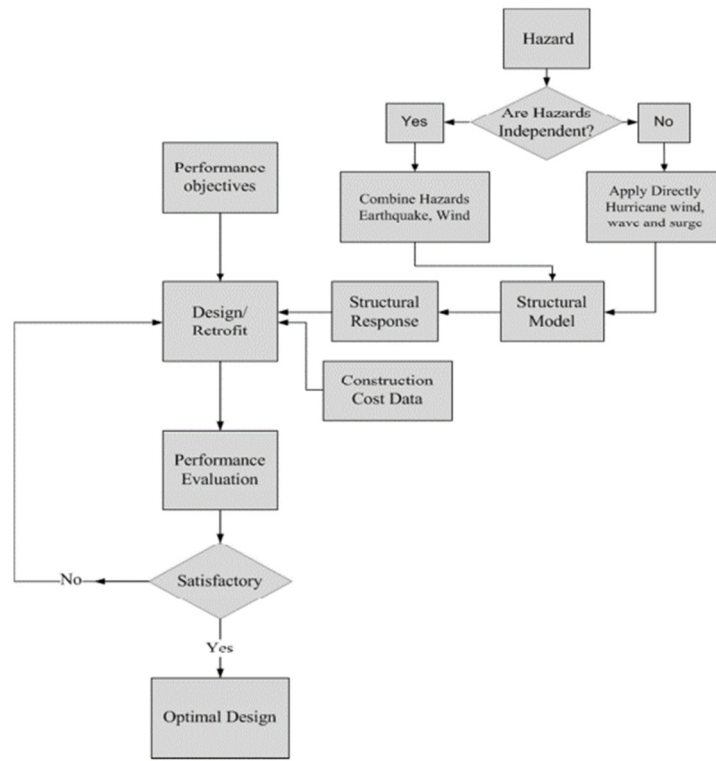 Hazard
Are Hazards
Independent?
Yes
No
Performance
objectives
Combine Hazards
Earthquake, Wind
Apply Directly
Hurricane wind,
wave and surge
Design/
Retrofit
Structural
Response
Structural
Model
Construction
Cost Data
Performance
Evaluation
Satisfactory
No
Yes
Optimal Design